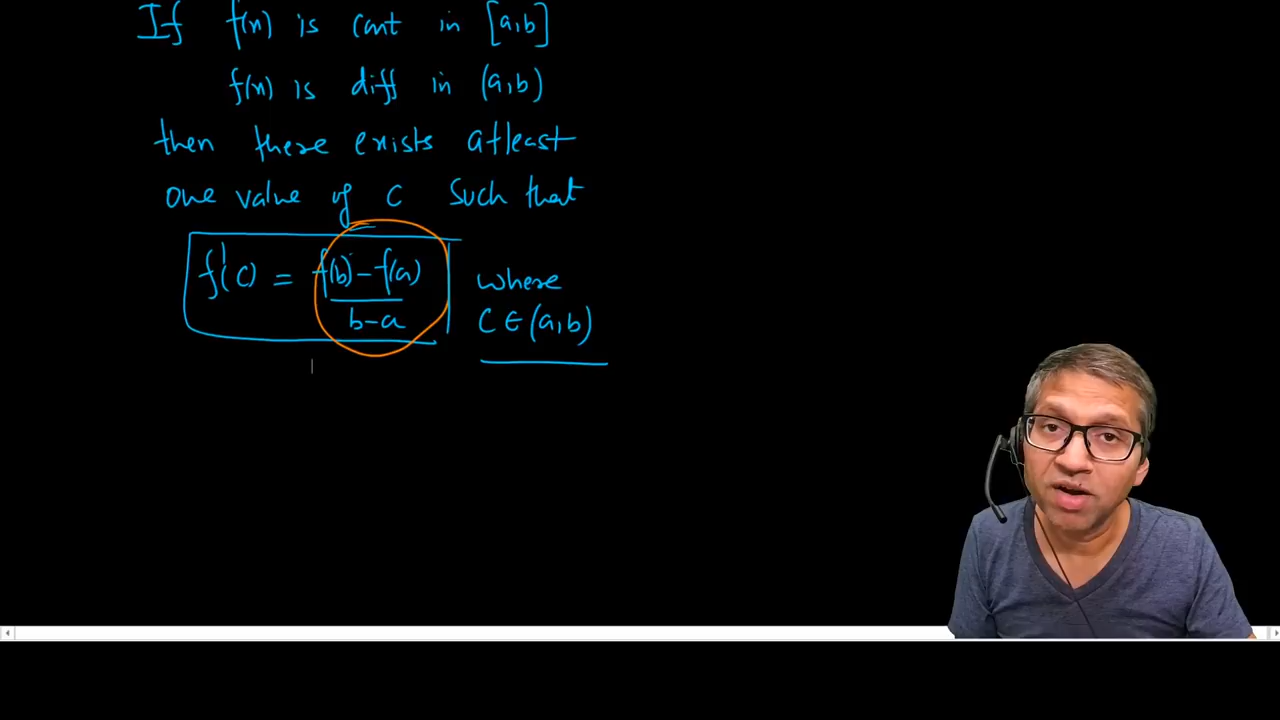 If f(x) is cont in [a,b]
f(x) is diff in (a,b)
then there exists atleast
one value of C such that
f'(C) = f(b) - f(a) / b-a where
C ∈ (a,b)